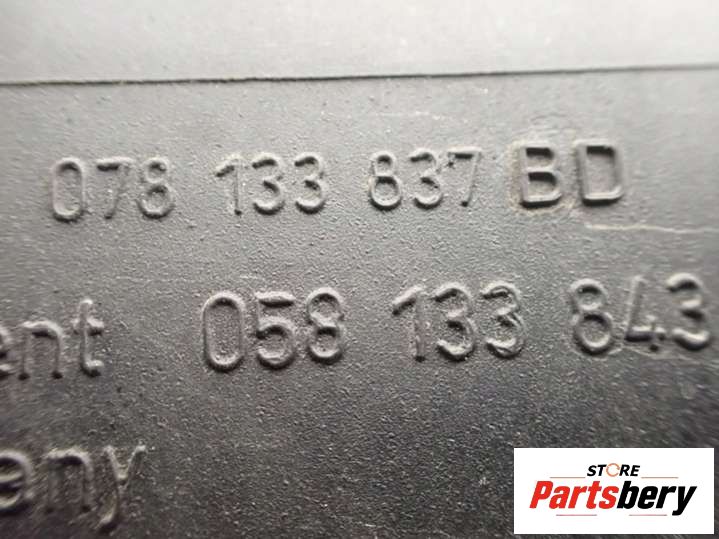 078 133 837 BD
ent 058 133 843
any
STORE
Partsbery